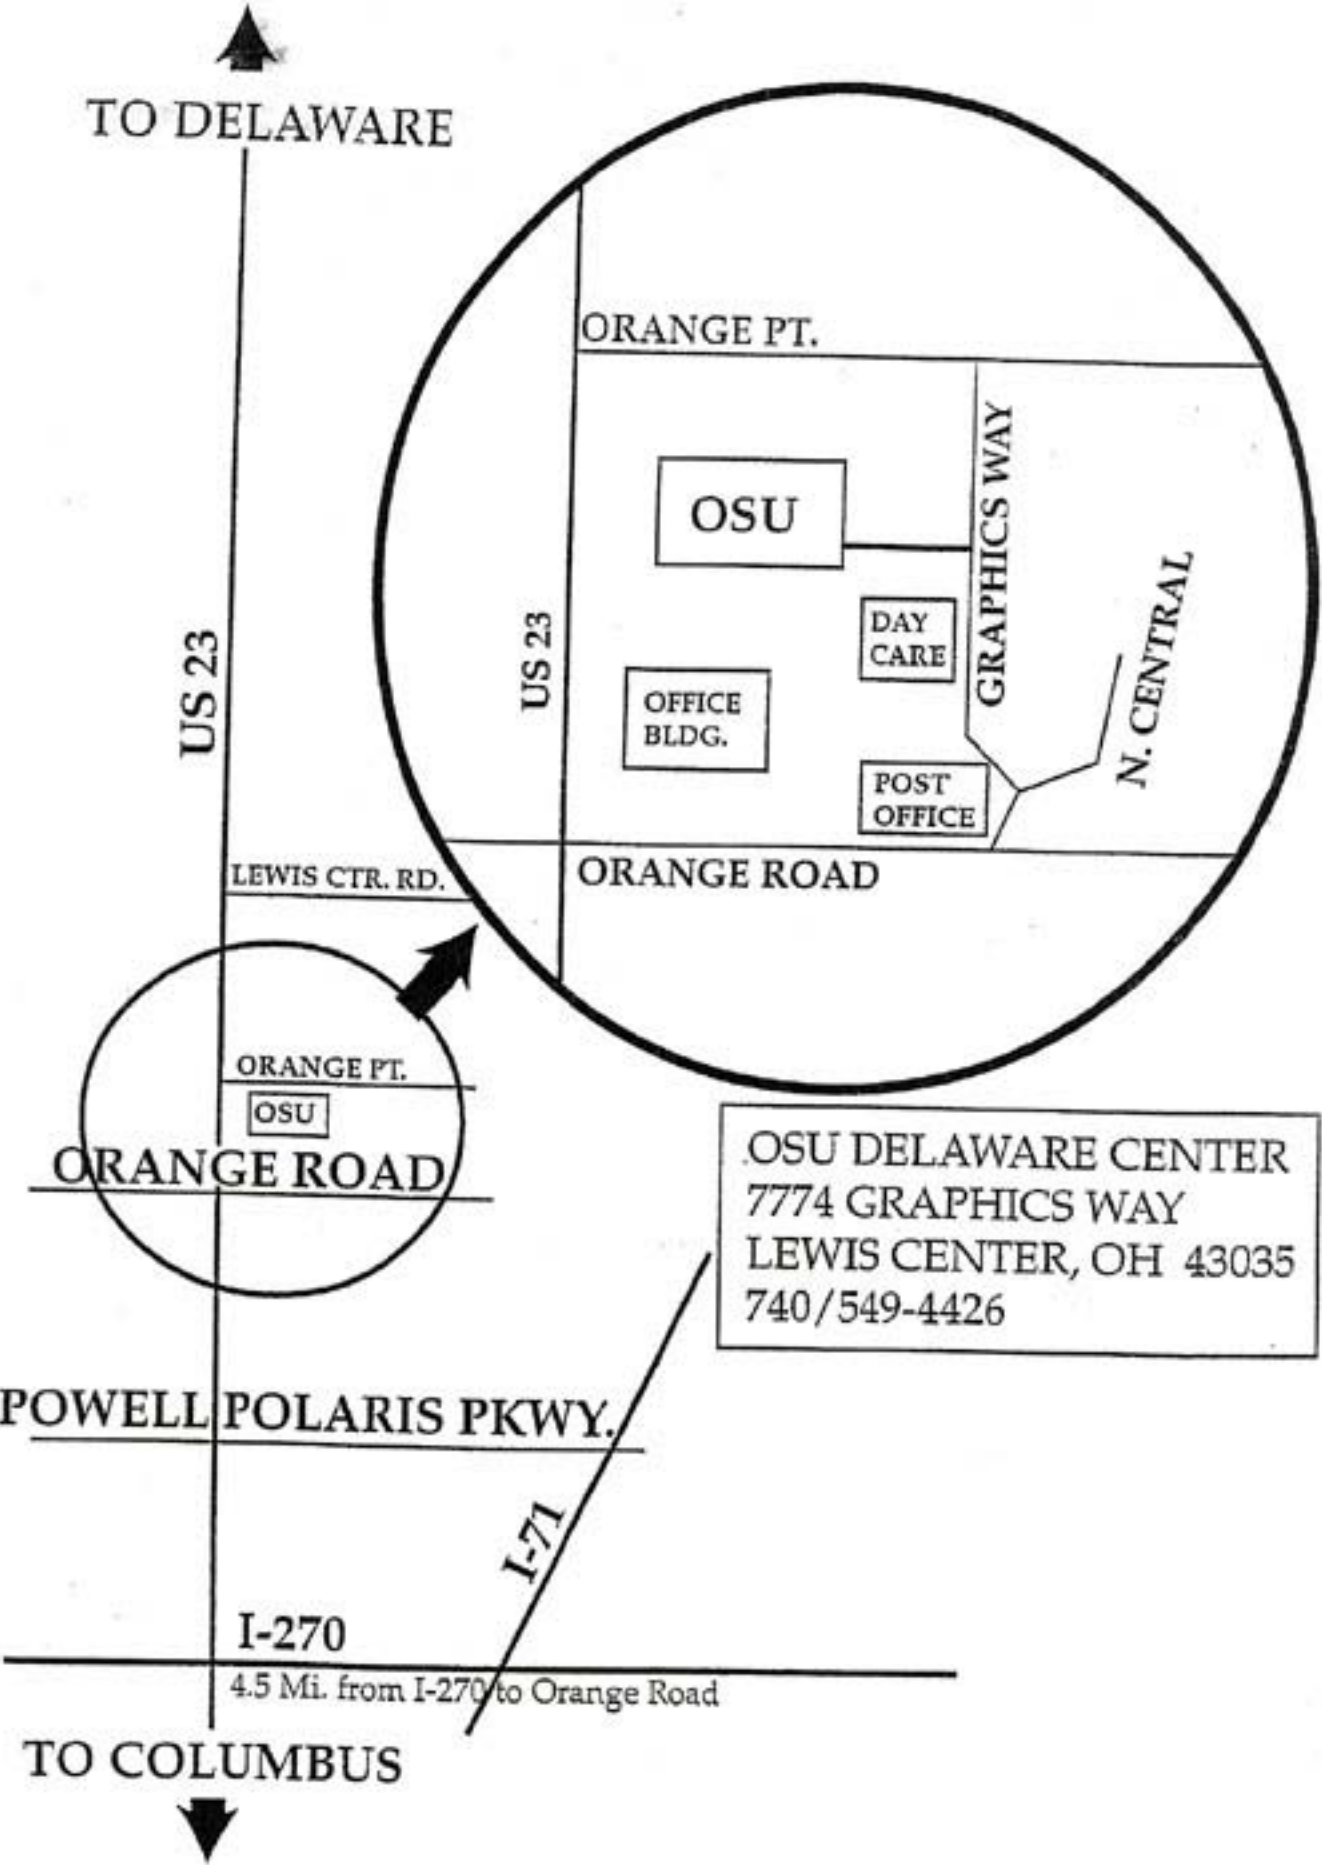 TO DELAWARE
ORANGE PT.
OSU
GRAPHICS WAY
DAY
CARE
US 23
N. CENTRAL
OFFICE
BLDG.
POST
OFFICE
ORANGE ROAD
US 23
LEWIS CTR. RD.
ORANGE PT.
OSU
ORANGE ROAD
OSU DELAWARE CENTER
7774 GRAPHICS WAY
LEWIS CENTER, OH 43035
740/549-4426
POWELL POLARIS PKWY.
I-71
I-270
4.5 Mi. from I-270 to Orange Road
TO COLUMBUS